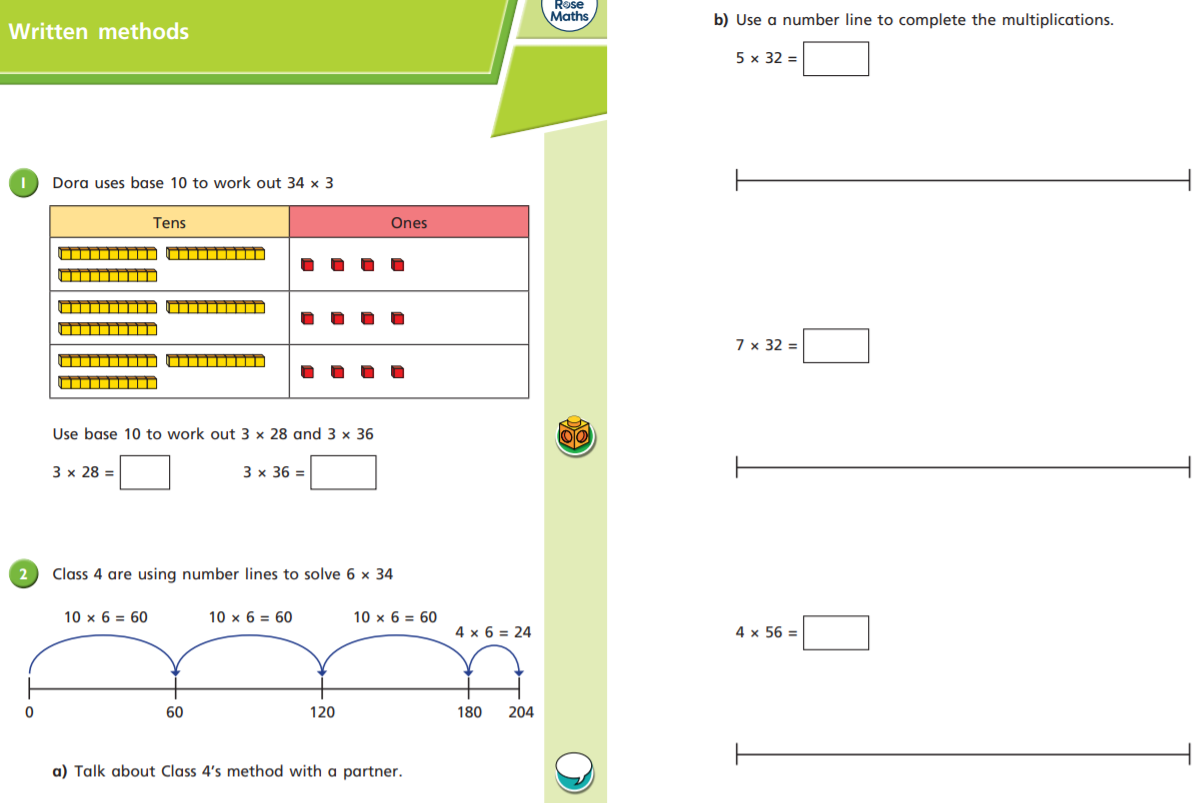 Written methods
Rose
Maths
1 Dora uses base 10 to work out 34 × 3
Tens Ones
Use base 10 to work out 3 × 28 and 3 × 36
3 × 28 = 3 × 36 =
2 Class 4 are using number lines to solve 6 × 34
10 × 6 = 60 10 × 6 = 60 10 × 6 = 60
4 × 6 = 24
0 60 120 180 204
a) Talk about Class 4’s method with a partner.
b) Use a number line to complete the multiplications.
5 × 32 =
7 × 32 =
4 × 56 =